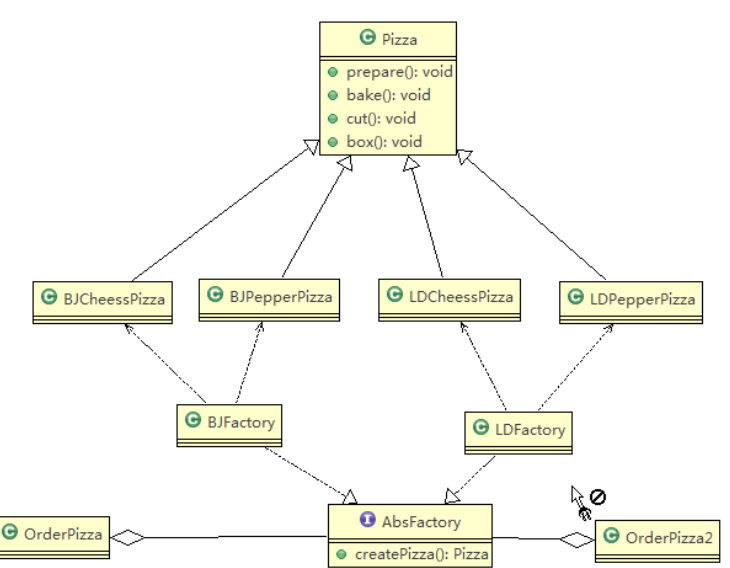 Pizza
prepare(): void
bake(): void
cut(): void
box(): void
BJCheessPizza
BJPepperPizza
LDCheessPizza
LDPepperPizza
BJFactory
LDFactory
OrderPizza
AbsFactory
createPizza(): Pizza
OrderPizza2